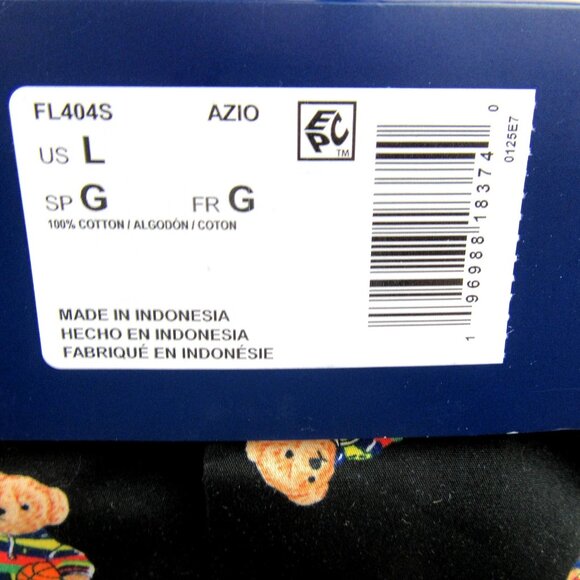 FL404S AZIO
EPC
TM
US L
SP G FR G
100% COTTON / ALGODÓN / COTON
MADE IN INDONESIA
HECHO EN INDONESIA
FABRIQUÉ EN INDONÉSIE
1 96988 18374 0
0125E7